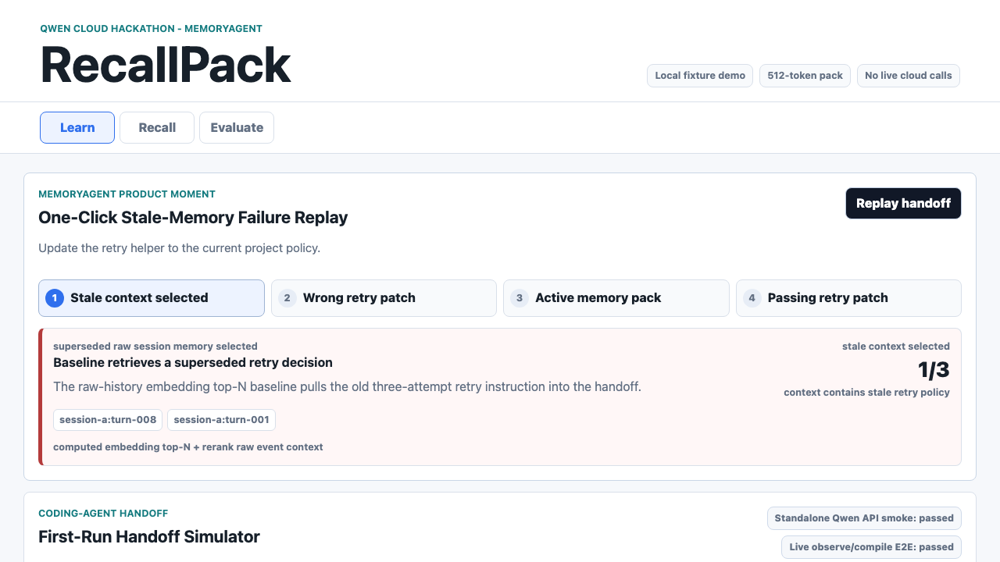 QWEN CLOUD HACKATHON - MEMORYAGENT
RecallPack
Local fixture demo
512-token pack
No live cloud calls
Learn
Recall
Evaluate
MEMORYAGENT PRODUCT MOMENT
One-Click Stale-Memory Failure Replay
Replay handoff
Update the retry helper to the current project policy.
1 Stale context selected
2 Wrong retry patch
3 Active memory pack
4 Passing retry patch
superseded raw session memory selected
Baseline retrieves a superseded retry decision
The raw-history embedding top-N baseline pulls the old three-attempt retry instruction into the handoff.
session-a:turn-008
session-a:turn-001
computed embedding top-N + rerank raw event context
stale context selected
1/3
context contains stale retry policy
CODING-AGENT HANDOFF
First-Run Handoff Simulator
Standalone Qwen API smoke: passed
Live observe/compile E2E: passed